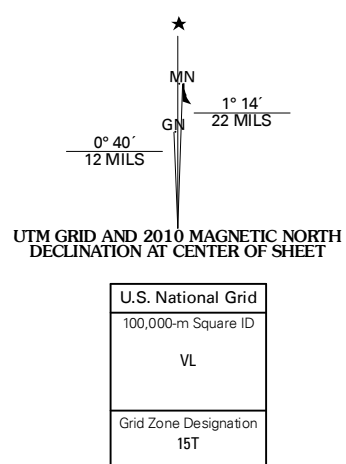 MN
1° 14´
22 MILS
GN
0° 40´
12 MILS
UTM GRID AND 2010 MAGNETIC NORTH
DECLINATION AT CENTER OF SHEET
U.S. National Grid
100,000-m Square ID
VL
Grid Zone Designation
15T